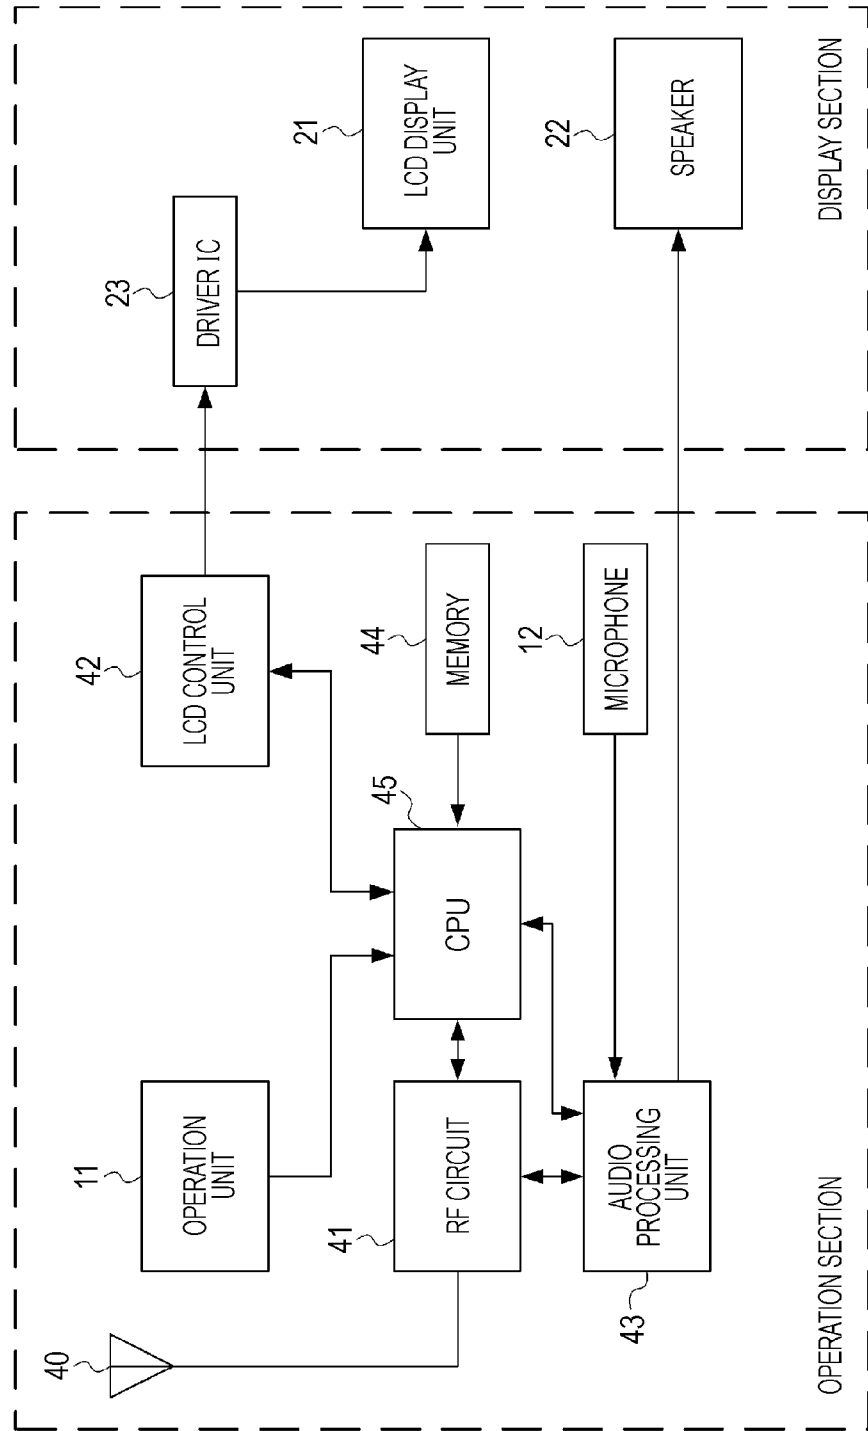 40
11
OPERATION
UNIT
42
LCD CONTROL
UNIT
23
DRIVER IC
21
LCD DISPLAY
UNIT
41
RF CIRCUIT
45
CPU
44
MEMORY
43
AUDIO
PROCESSING
UNIT
12
MICROPHONE
22
SPEAKER
OPERATION SECTION
DISPLAY SECTION